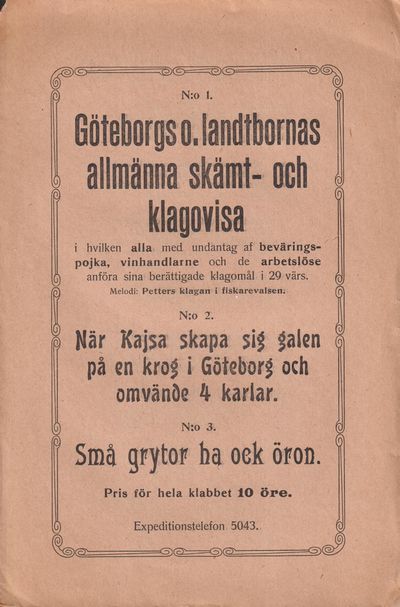 N:o 1.
Göteborgs o. landtbornas
allmänna skämt- och
klagovisa
i hvilken alla med undantag af bevärings-
pojka, vinhandlarne och de arbetslöse
anföra sina berättigade klagomål i 29 värs.
Melodi: Petters klagan i fiskarevalsen.
N:o 2.
När Kajsa skapa sig galen
på en krog i Göteborg och
omvände 4 karlar.
N:o 3.
Små grytor ha ock öron.
Pris för hela klabbet 10 öre.
Expeditionstelefon 5043.